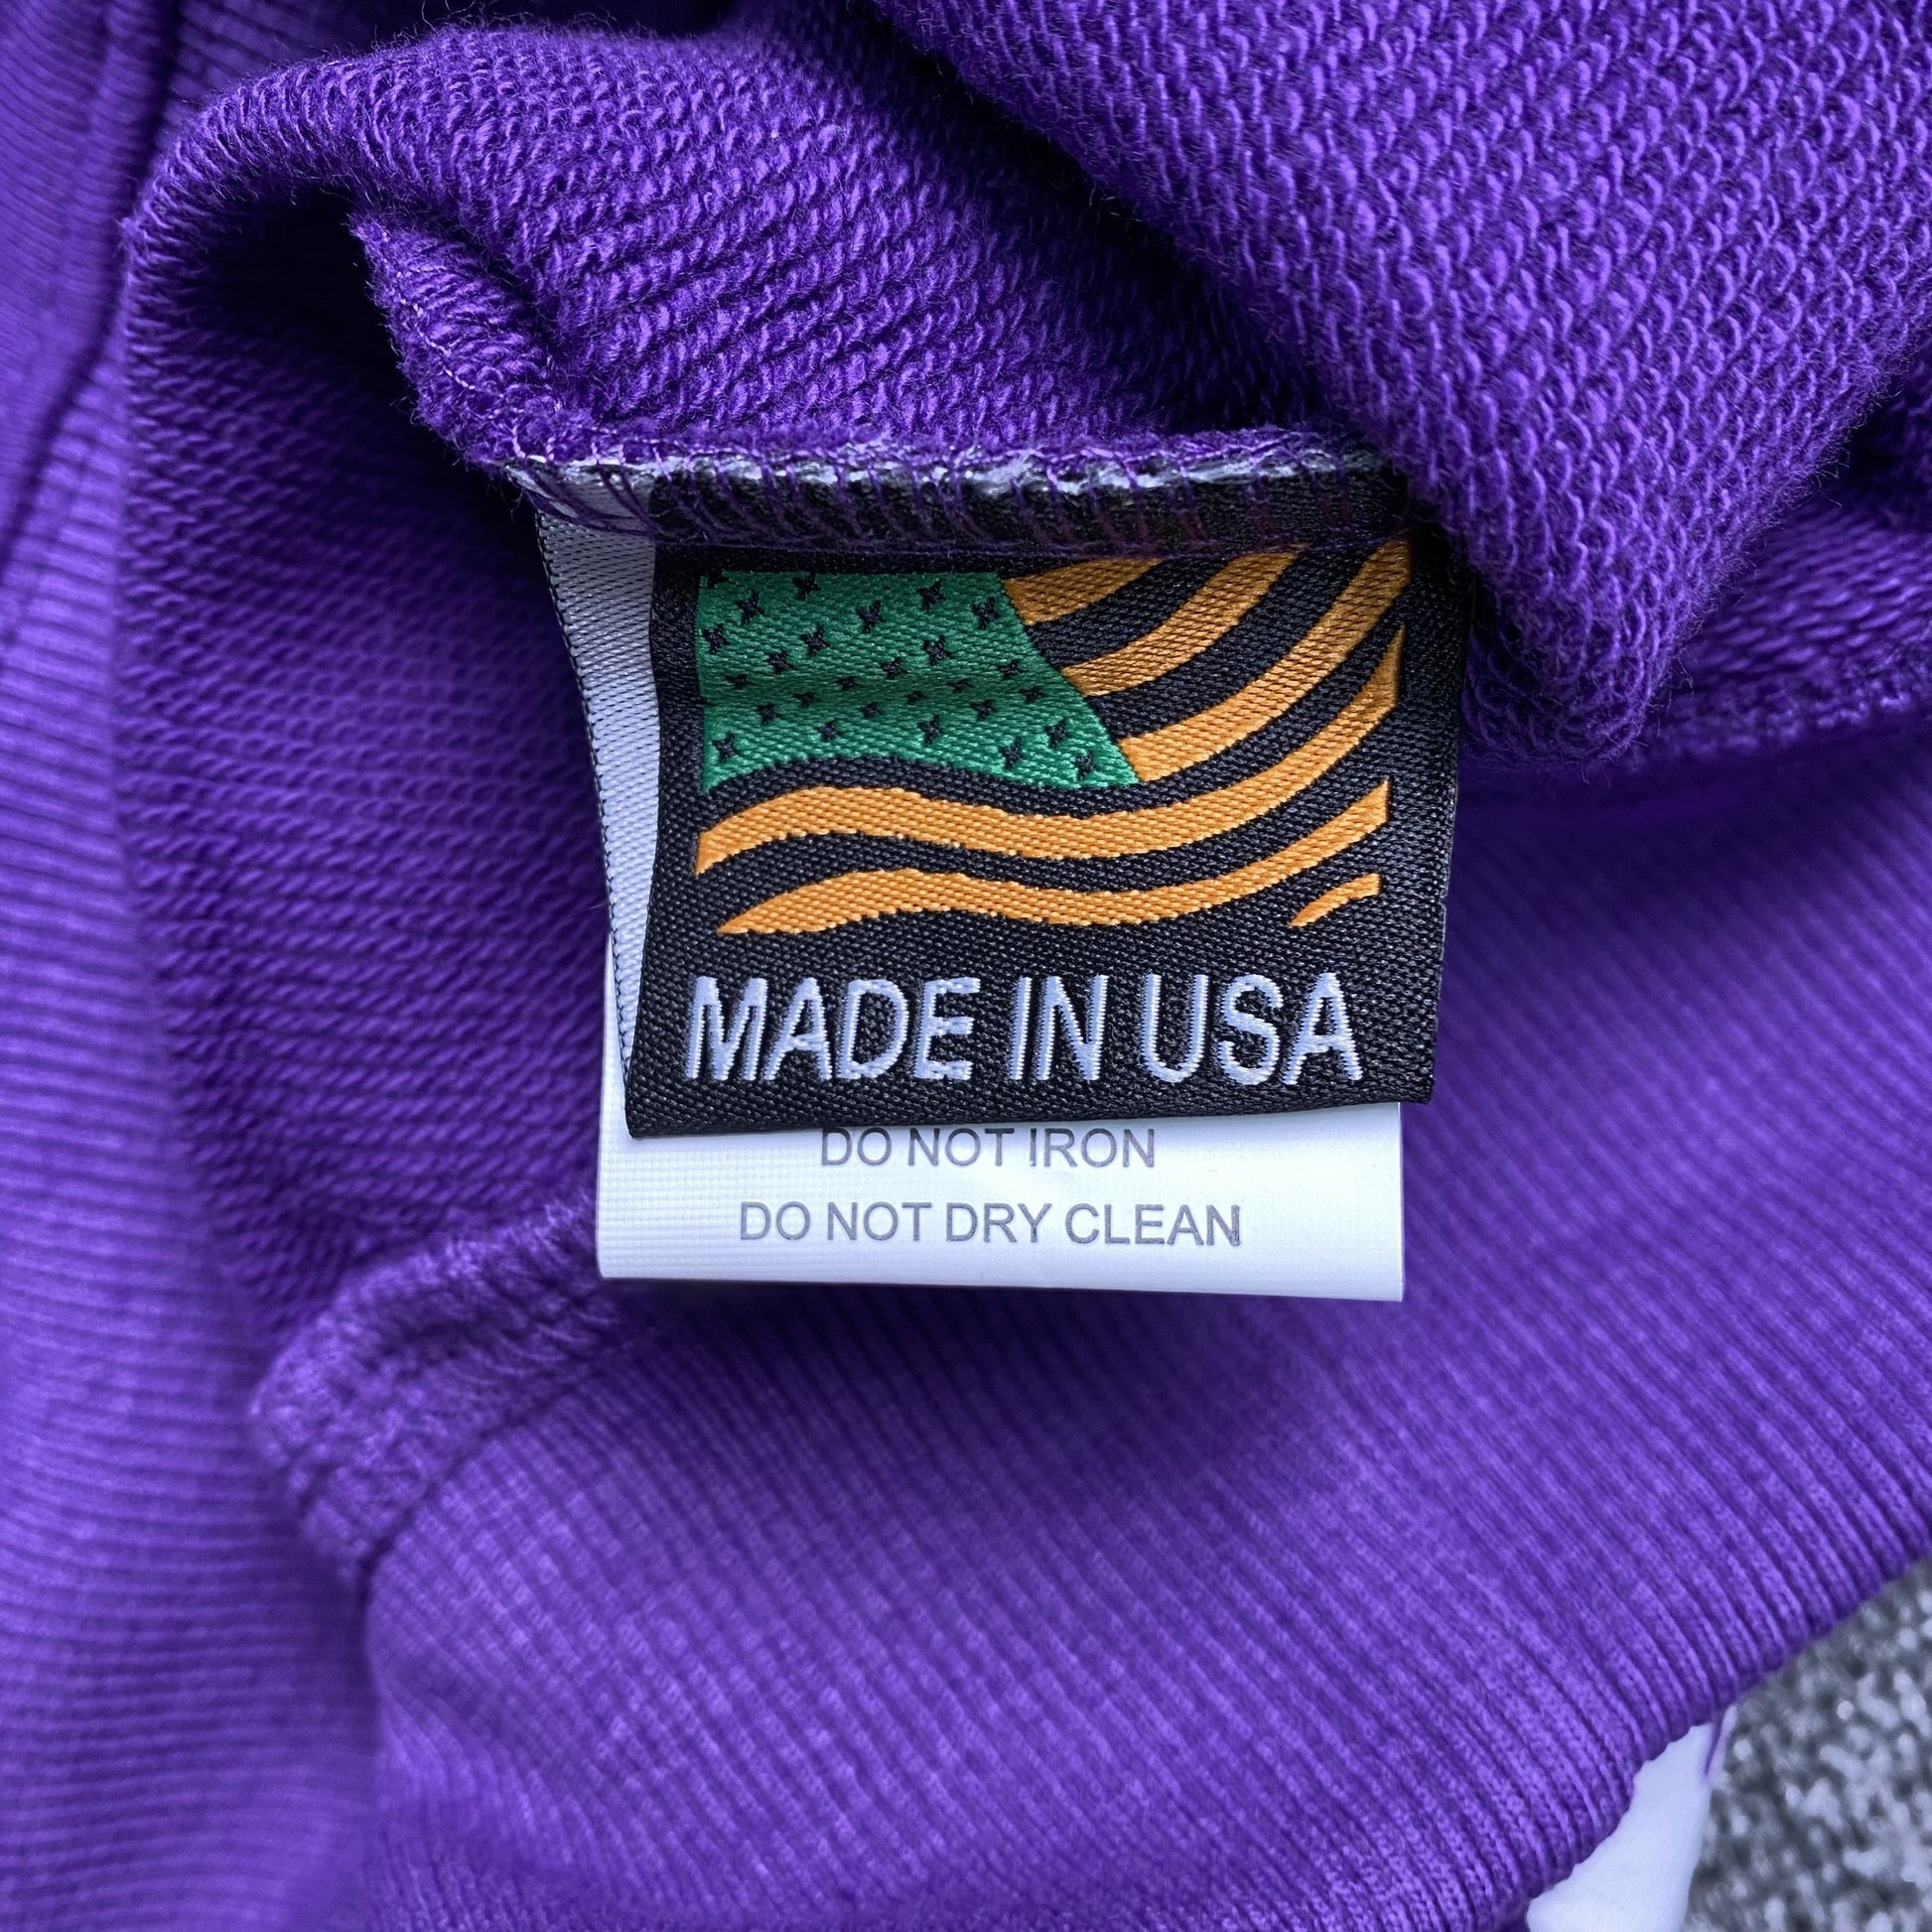 MADE IN USA
DO NOT IRON
DO NOT DRY CLEAN